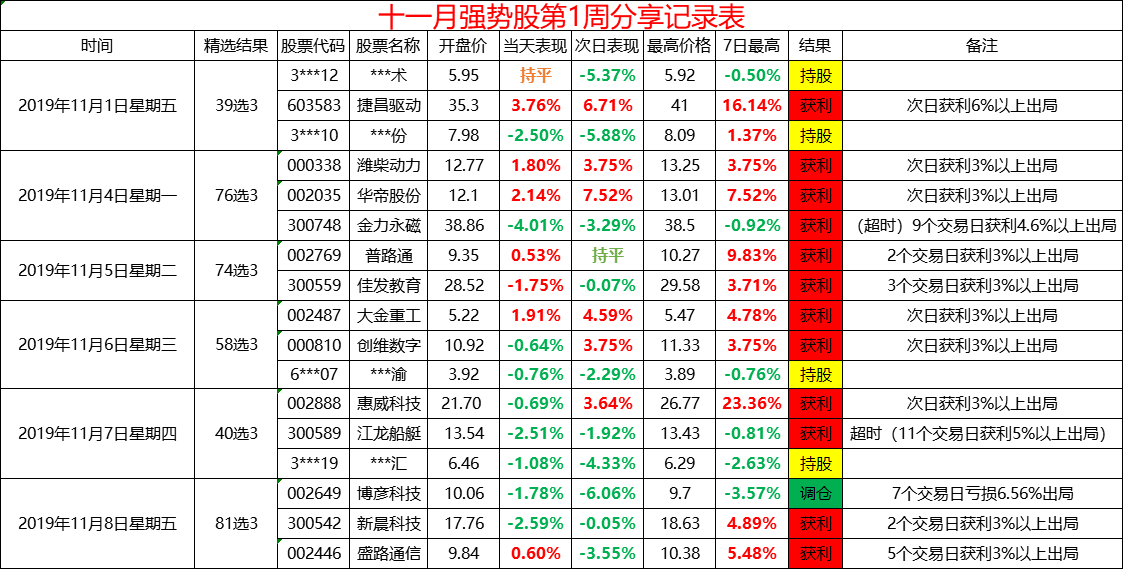 十一月强势股第1周分享记录表
时间 精选结果 股票代码 股票名称 开盘价 当天表现 次日表现 最高价格 7日最高 结果 备注
2019年11月1日星期五 39选3
3***12 ***术 5.95 持平 -5.37% 5.92 -0.50% 持股
603583 捷昌驱动 35.3 3.76% 6.71% 41 16.14% 获利 次日获利6%以上出局
3***10 ***份 7.98 -2.50% -5.88% 8.09 1.37% 持股
2019年11月4日星期一 76选3
000338 潍柴动力 12.77 1.80% 3.75% 13.25 3.75% 获利 次日获利3%以上出局
002035 华帝股份 12.1 2.14% 7.52% 13.01 7.52% 获利 次日获利3%以上出局
300748 金力永磁 38.86 -4.01% -3.29% 38.5 -0.92% 获利 （超时）9个交易日获利4.6%以上出局
2019年11月5日星期二 74选3
002769 普路通 9.35 0.53% 持平 10.27 9.83% 获利 2个交易日获利3%以上出局
300559 佳发教育 28.52 -1.75% -0.07% 29.58 3.71% 获利 3个交易日获利3%以上出局
2019年11月6日星期三 58选3
002487 大金重工 5.22 1.91% 4.59% 5.47 4.78% 获利 次日获利3%以上出局
000810 创维数字 10.92 -0.64% 3.75% 11.33 3.75% 获利 次日获利3%以上出局
6***07 ***渝 3.92 -0.76% -2.29% 3.89 -0.76% 持股
2019年11月7日星期四 40选3
002888 惠威科技 21.70 -0.69% 3.64% 26.77 23.36% 获利 次日获利3%以上出局
300589 江龙船艇 13.54 -2.51% -1.92% 13.43 -0.81% 获利 超时（11个交易日获利5%以上出局）
3***19 ***汇 6.46 -1.08% -4.33% 6.29 -2.63% 持股
2019年11月8日星期五 81选3
002649 博彦科技 10.06 -1.78% -6.06% 9.7 -3.57% 调仓 7个交易日亏损6.56%出局
300542 新晨科技 17.76 -2.59% -0.05% 18.63 4.89% 获利 2个交易日获利3%以上出局
002446 盛路通信 9.84 0.60% -3.55% 10.38 5.48% 获利 5个交易日获利3%以上出局